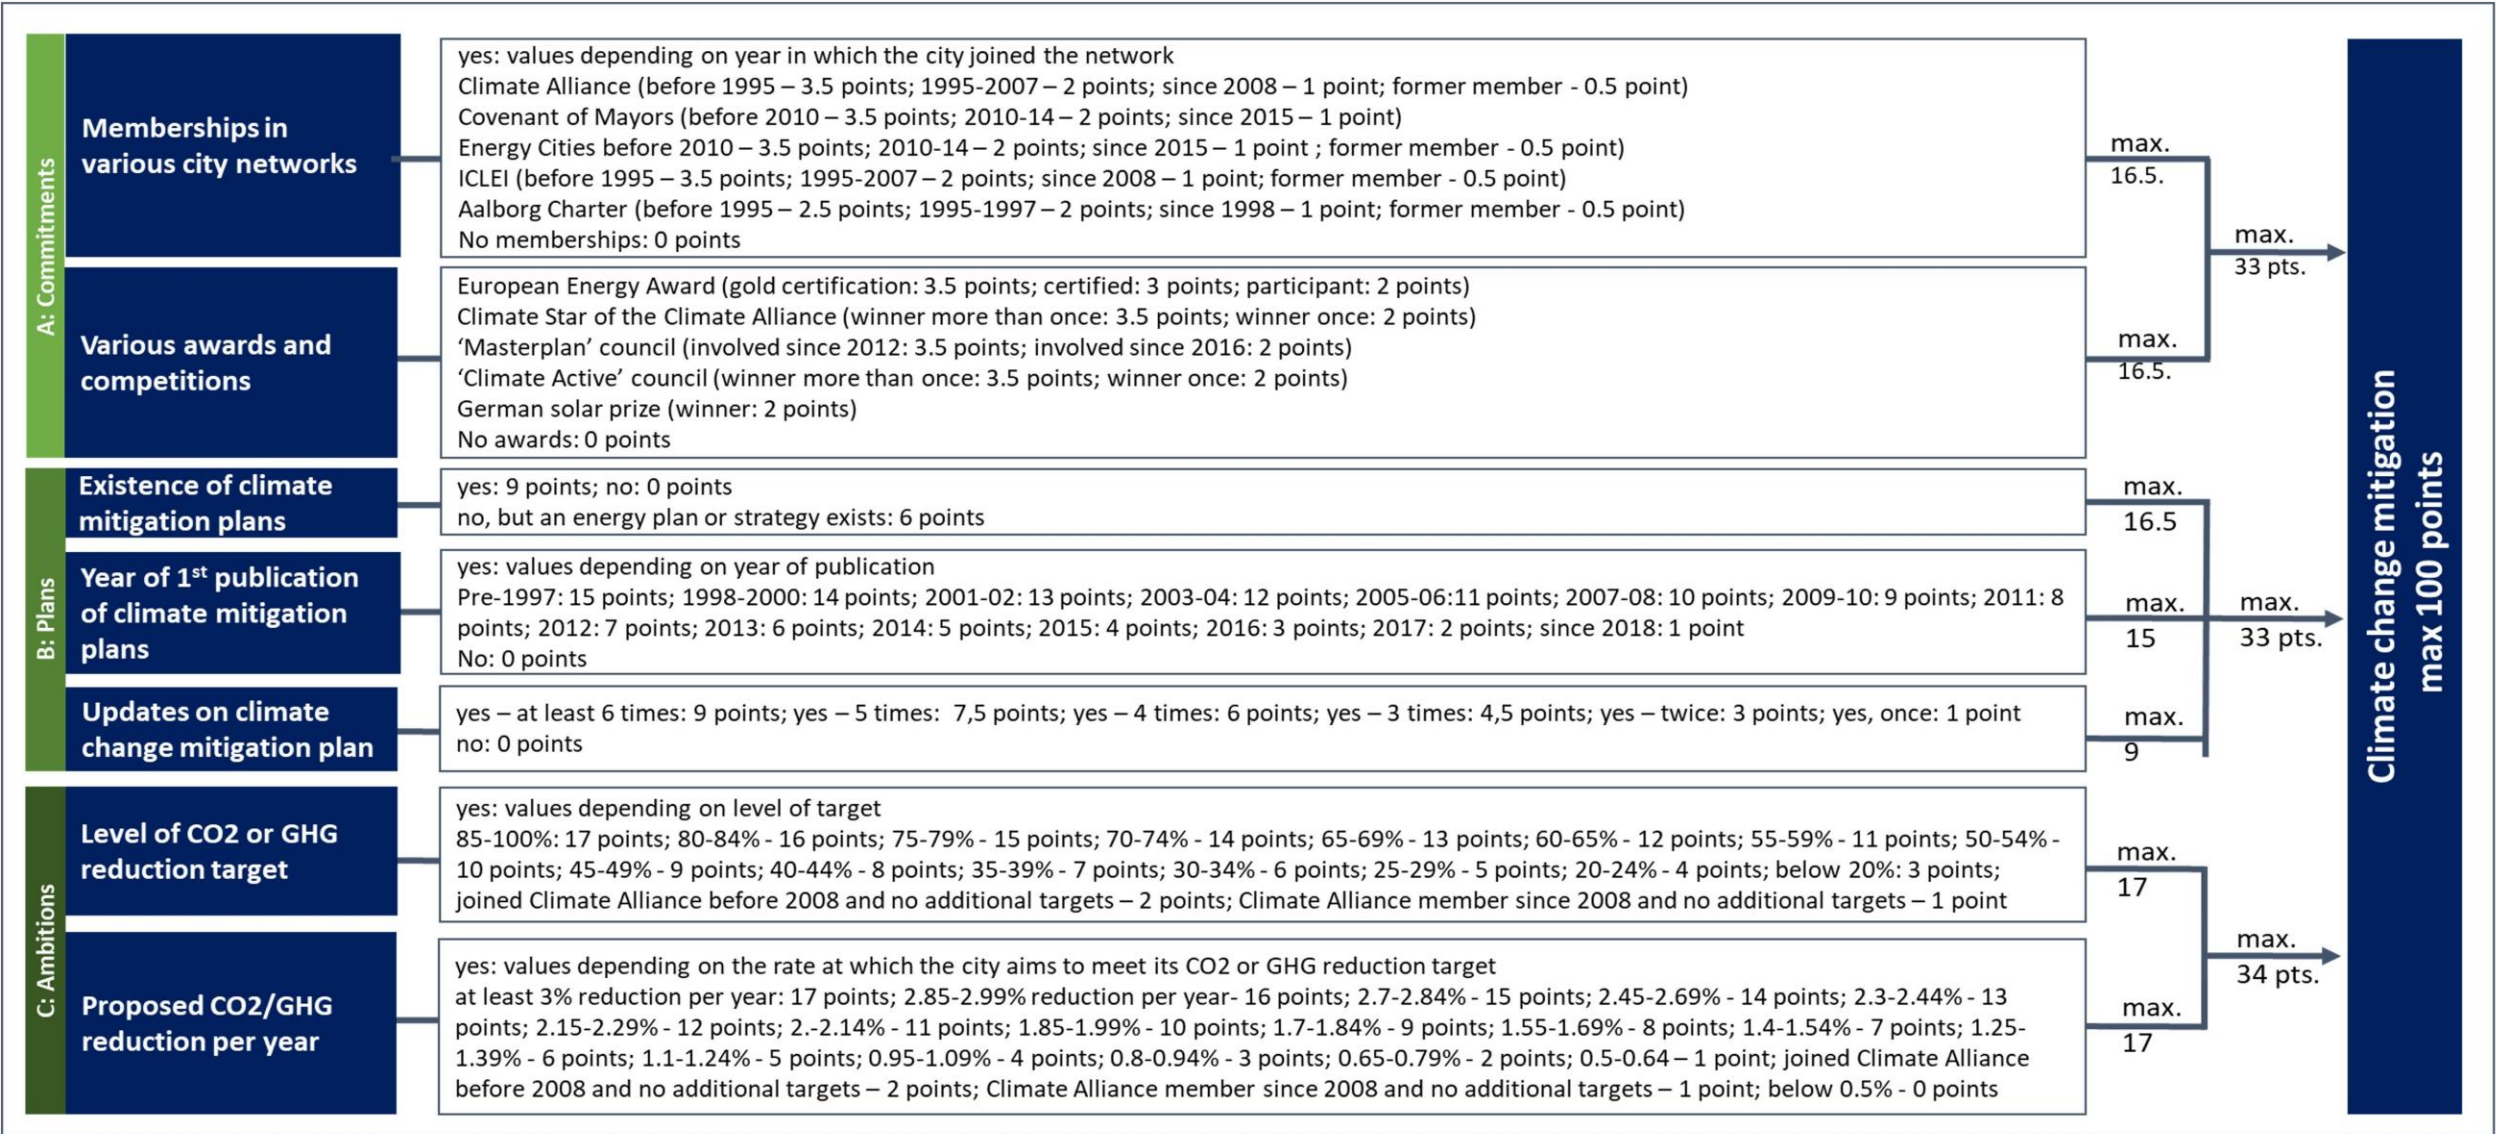 A: Commitments
Memberships in
various city networks
yes: values depending on year in which the city joined the network
Climate Alliance (before 1995 – 3.5 points; 1995-2007 – 2 points; since 2008 – 1 point; former member - 0.5 point)
Covenant of Mayors (before 2010 – 3.5 points; 2010-14 – 2 points; since 2015 – 1 point)
Energy Cities before 2010 – 3.5 points; 2010-14 – 2 points; since 2015 – 1 point ; former member - 0.5 point)
ICLEI (before 1995 – 3.5 points; 1995-2007 – 2 points; since 2008 – 1 point; former member - 0.5 point)
Aalborg Charter (before 1995 – 2.5 points; 1995-1997 – 2 points; since 1998 – 1 point; former member - 0.5 point)
No memberships: 0 points
max.
16.5.
Various awards and
competitions
European Energy Award (gold certification: 3.5 points; certified: 3 points; participant: 2 points)
Climate Star of the Climate Alliance (winner more than once: 3.5 points; winner once: 2 points)
‘Masterplan’ council (involved since 2012: 3.5 points; involved since 2016: 2 points)
‘Climate Active’ council (winner more than once: 3.5 points; winner once: 2 points)
German solar prize (winner: 2 points)
No awards: 0 points
max.
16.5.
max.
33 pts.
B: Plans
Existence of climate
mitigation plans
yes: 9 points; no: 0 points
no, but an energy plan or strategy exists: 6 points
max.
16.5
Year of 1st publication
of climate mitigation
plans
yes: values depending on year of publication
Pre-1997: 15 points; 1998-2000: 14 points; 2001-02: 13 points; 2003-04: 12 points; 2005-06:11 points; 2007-08: 10 points; 2009-10: 9 points; 2011: 8
points; 2012: 7 points; 2013: 6 points; 2014: 5 points; 2015: 4 points; 2016: 3 points; 2017: 2 points; since 2018: 1 point
No: 0 points
max.
15
Updates on climate
change mitigation plan
yes – at least 6 times: 9 points; yes – 5 times: 7,5 points; yes – 4 times: 6 points; yes – 3 times: 4,5 points; yes – twice: 3 points; yes, once: 1 point
no: 0 points
max.
9
max.
33 pts.
C: Ambitions
Level of CO2 or GHG
reduction target
yes: values depending on level of target
85-100%: 17 points; 80-84% - 16 points; 75-79% - 15 points; 70-74% - 14 points; 65-69% - 13 points; 60-65% - 12 points; 55-59% - 11 points; 50-54% -
10 points; 45-49% - 9 points; 40-44% - 8 points; 35-39% - 7 points; 30-34% - 6 points; 25-29% - 5 points; 20-24% - 4 points; below 20%: 3 points;
joined Climate Alliance before 2008 and no additional targets – 2 points; Climate Alliance member since 2008 and no additional targets – 1 point
max.
17
Proposed CO2/GHG
reduction per year
yes: values depending on the rate at which the city aims to meet its CO2 or GHG reduction target
at least 3% reduction per year: 17 points; 2.85-2.99% reduction per year- 16 points; 2.7-2.84% - 15 points; 2.45-2.69% - 14 points; 2.3-2.44% - 13
points; 2.15-2.29% - 12 points; 2.-2.14% - 11 points; 1.85-1.99% - 10 points; 1.7-1.84% - 9 points; 1.55-1.69% - 8 points; 1.4-1.54% - 7 points; 1.25-
1.39% - 6 points; 1.1-1.24% - 5 points; 0.95-1.09% - 4 points; 0.8-0.94% - 3 points; 0.65-0.79% - 2 points; 0.5-0.64 – 1 point; joined Climate Alliance
before 2008 and no additional targets – 2 points; Climate Alliance member since 2008 and no additional targets – 1 point; below 0.5% - 0 points
max.
17
max.
34 pts.
Climate change mitigation
max 100 points